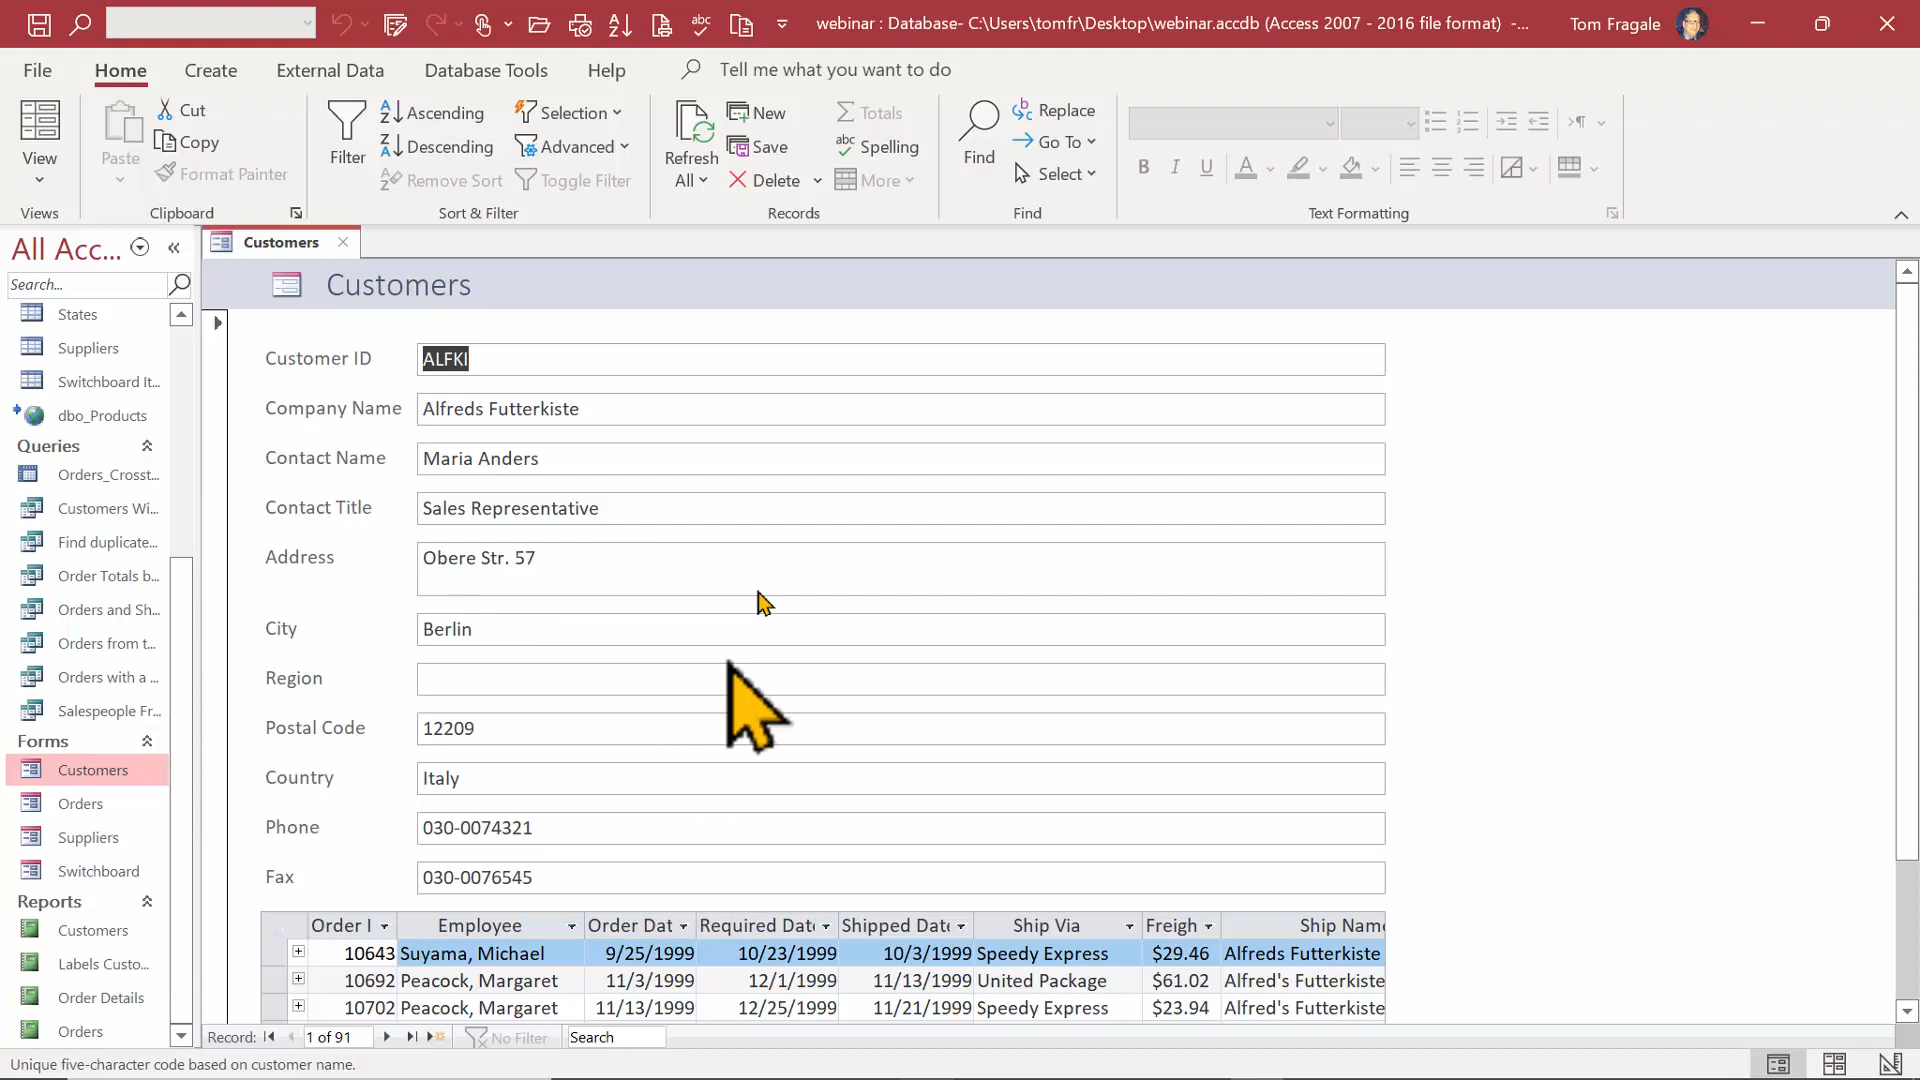 webinar : Database- C:\Users\tomfr\Desktop\webinar.accdb (Access 2007 - 2016 file format) -...
Tom Fragale
File
Home
Create
External Data
Database Tools
Help
Tell me what you want to do
View
Views
Paste
Cut
Copy
Format Painter
Clipboard
Filter
Ascending
Descending
Remove Sort
Selection
Advanced
Toggle Filter
Sort & Filter
Refresh
All
New
Save
Delete
Totals
Spelling
More
Records
Find
Replace
Go To
Select
Find
B I U
Text Formatting
All Acc...
Search...
States
Suppliers
Switchboard It...
dbo_Products
Queries
Orders_Crosst...
Customers Wi...
Find duplicate...
Order Totals b...
Orders and Sh...
Orders from t...
Orders with a ...
Salespeople Fr...
Forms
Customers
Orders
Suppliers
Switchboard
Reports
Customers
Labels Custo...
Order Details
Orders
Customers
Customers
Customer ID ALFKI
Company Name Alfreds Futterkiste
Contact Name Maria Anders
Contact Title Sales Representative
Address Obere Str. 57
City Berlin
Region
Postal Code 12209
Country Italy
Phone 030-0074321
Fax 030-0076545
Order I Employee Order Dat Required Date Shipped Date Ship Via Freigh Ship Name
10643 Suyama, Michael 9/25/1999 10/23/1999 10/3/1999 Speedy Express $29.46 Alfreds Futterkiste
10692 Peacock, Margaret 11/3/1999 12/1/1999 11/13/1999 United Package $61.02 Alfred's Futterkiste
10702 Peacock, Margaret 11/13/1999 12/25/1999 11/21/1999 Speedy Express $23.94 Alfred's Futterkiste
Record: 1 of 91 No Filter Search
Unique five-character code based on customer name.